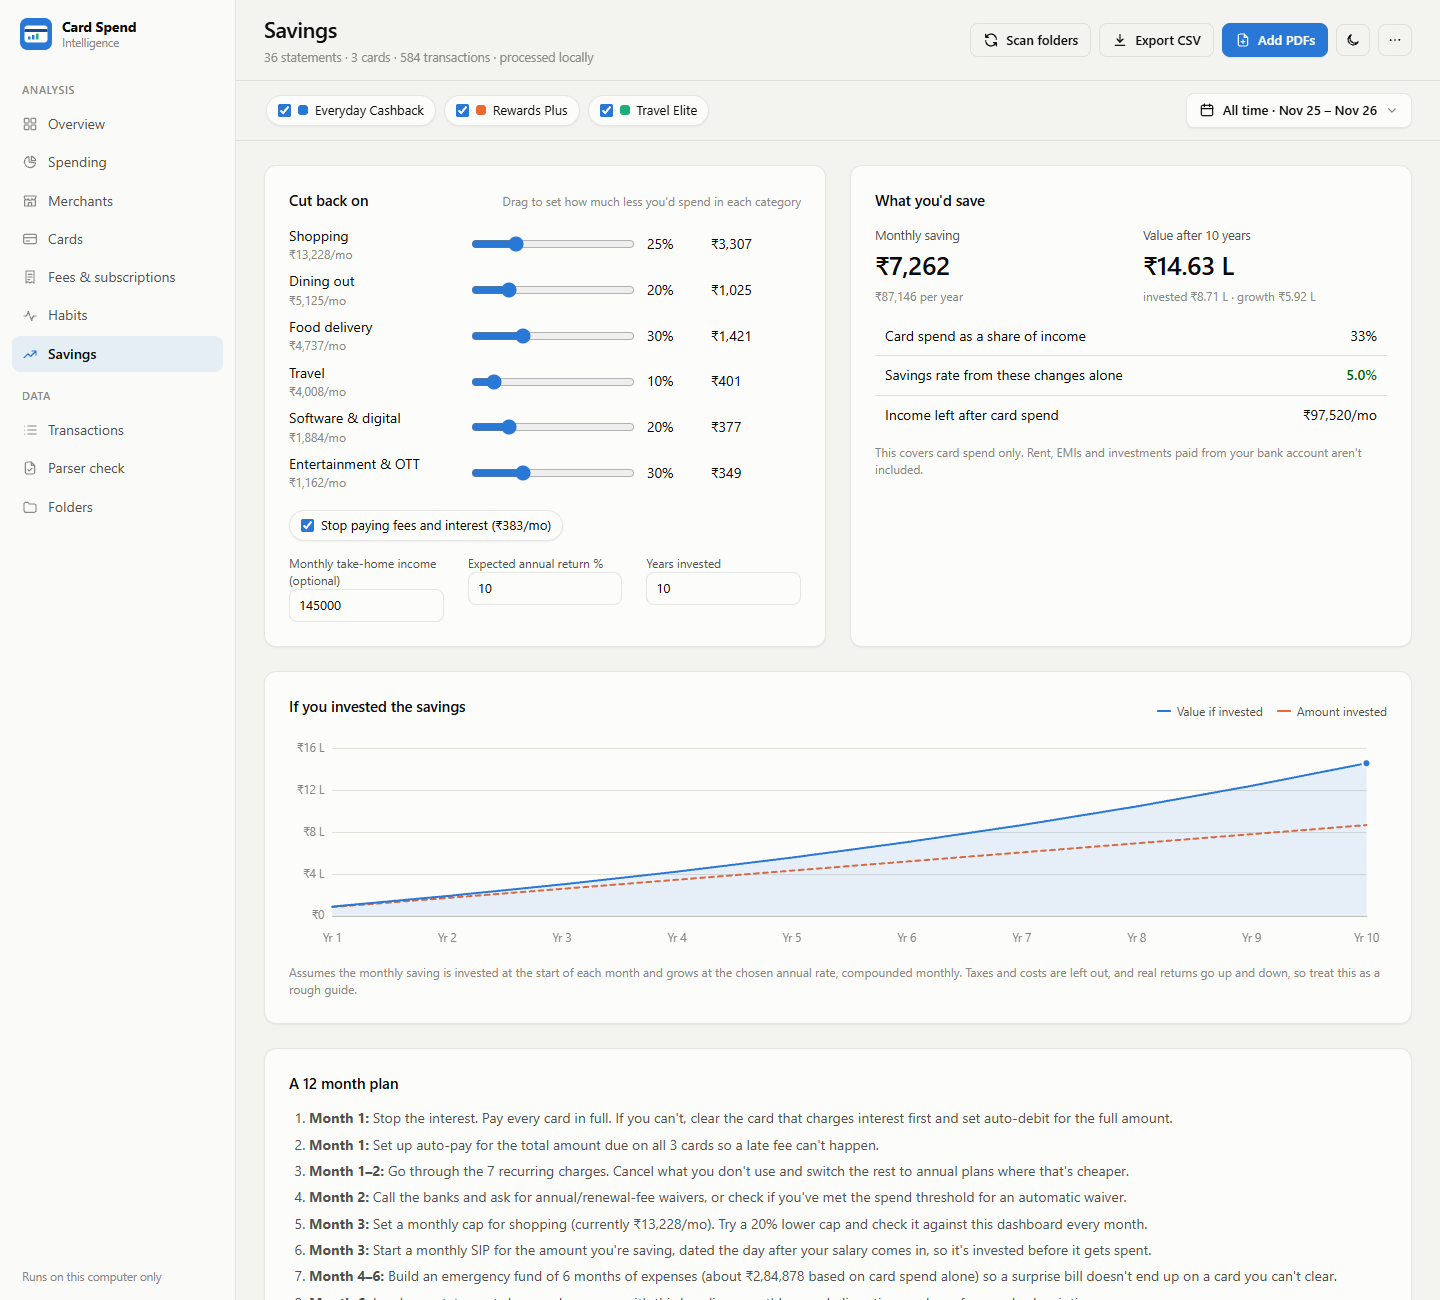 Card Spend
Intelligence
ANALYSIS
Overview
Spending
Merchants
Cards
Fees & subscriptions
Habits
Savings
DATA
Transactions
Parser check
Folders
Runs on this computer only
Savings
36 statements · 3 cards · 584 transactions · processed locally
Scan folders
Export CSV
Add PDFs
Everyday Cashback
Rewards Plus
Travel Elite
All time · Nov 25 – Nov 26
Cut back on
Drag to set how much less you'd spend in each category
Shopping
₹13,228/mo
25% ₹3,307
Dining out
₹5,125/mo
20% ₹1,025
Food delivery
₹4,737/mo
30% ₹1,421
Travel
₹4,008/mo
10% ₹401
Software & digital
₹1,884/mo
20% ₹377
Entertainment & OTT
₹1,162/mo
30% ₹349
Stop paying fees and interest (₹383/mo)
Monthly take-home income
(optional)
145000
Expected annual return %
10
Years invested
10
What you'd save
Monthly saving
₹7,262
₹87,146 per year
Value after 10 years
₹14.63 L
invested ₹8.71 L · growth ₹5.92 L
Card spend as a share of income 33%
Savings rate from these changes alone 5.0%
Income left after card spend ₹97,520/mo
This covers card spend only. Rent, EMIs and investments paid from your bank account aren't
included.
If you invested the savings
Value if invested
Amount invested
₹16 L
₹12 L
₹8 L
₹4 L
₹0
Yr 1 Yr 2 Yr 3 Yr 4 Yr 5 Yr 6 Yr 7 Yr 8 Yr 9 Yr 10
Assumes the monthly saving is invested at the start of each month and grows at the chosen annual rate, compounded monthly. Taxes and costs are left out, and real returns go up and down, so treat this as a
rough guide.
A 12 month plan
1. Month 1: Stop the interest. Pay every card in full. If you can't, clear the card that charges interest first and set auto-debit for the full amount.
2. Month 1: Set up auto-pay for the total amount due on all 3 cards so a late fee can't happen.
3. Month 1–2: Go through the 7 recurring charges. Cancel what you don't use and switch the rest to annual plans where that's cheaper.
4. Month 2: Call the banks and ask for annual/renewal-fee waivers, or check if you've met the spend threshold for an automatic waiver.
5. Month 3: Set a monthly cap for shopping (currently ₹13,228/mo). Try a 20% lower cap and check it against this dashboard every month.
6. Month 3: Start a monthly SIP for the amount you're saving, dated the day after your salary comes in, so it's invested before it gets spent.
7. Month 4–6: Build an emergency fund of 6 months of expenses (about ₹2,84,878 based on card spend alone) so a surprise bill doesn't end up on a card you can't clear.